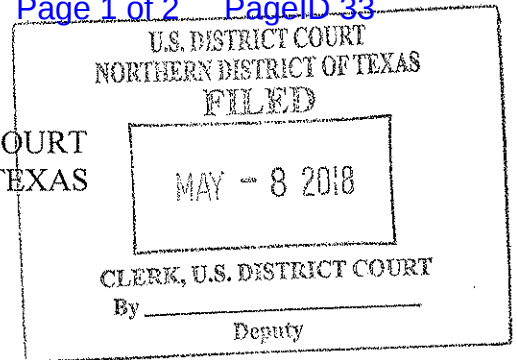 Page 1 of 2 PageID 33
U.S. DISTRICT COURT
NORTHERN DISTRICT OF TEXAS
FILED
OURT
TEXAS
MAY - 8 2018
CLERK, U.S. DISTRICT COURT
By
Deputy